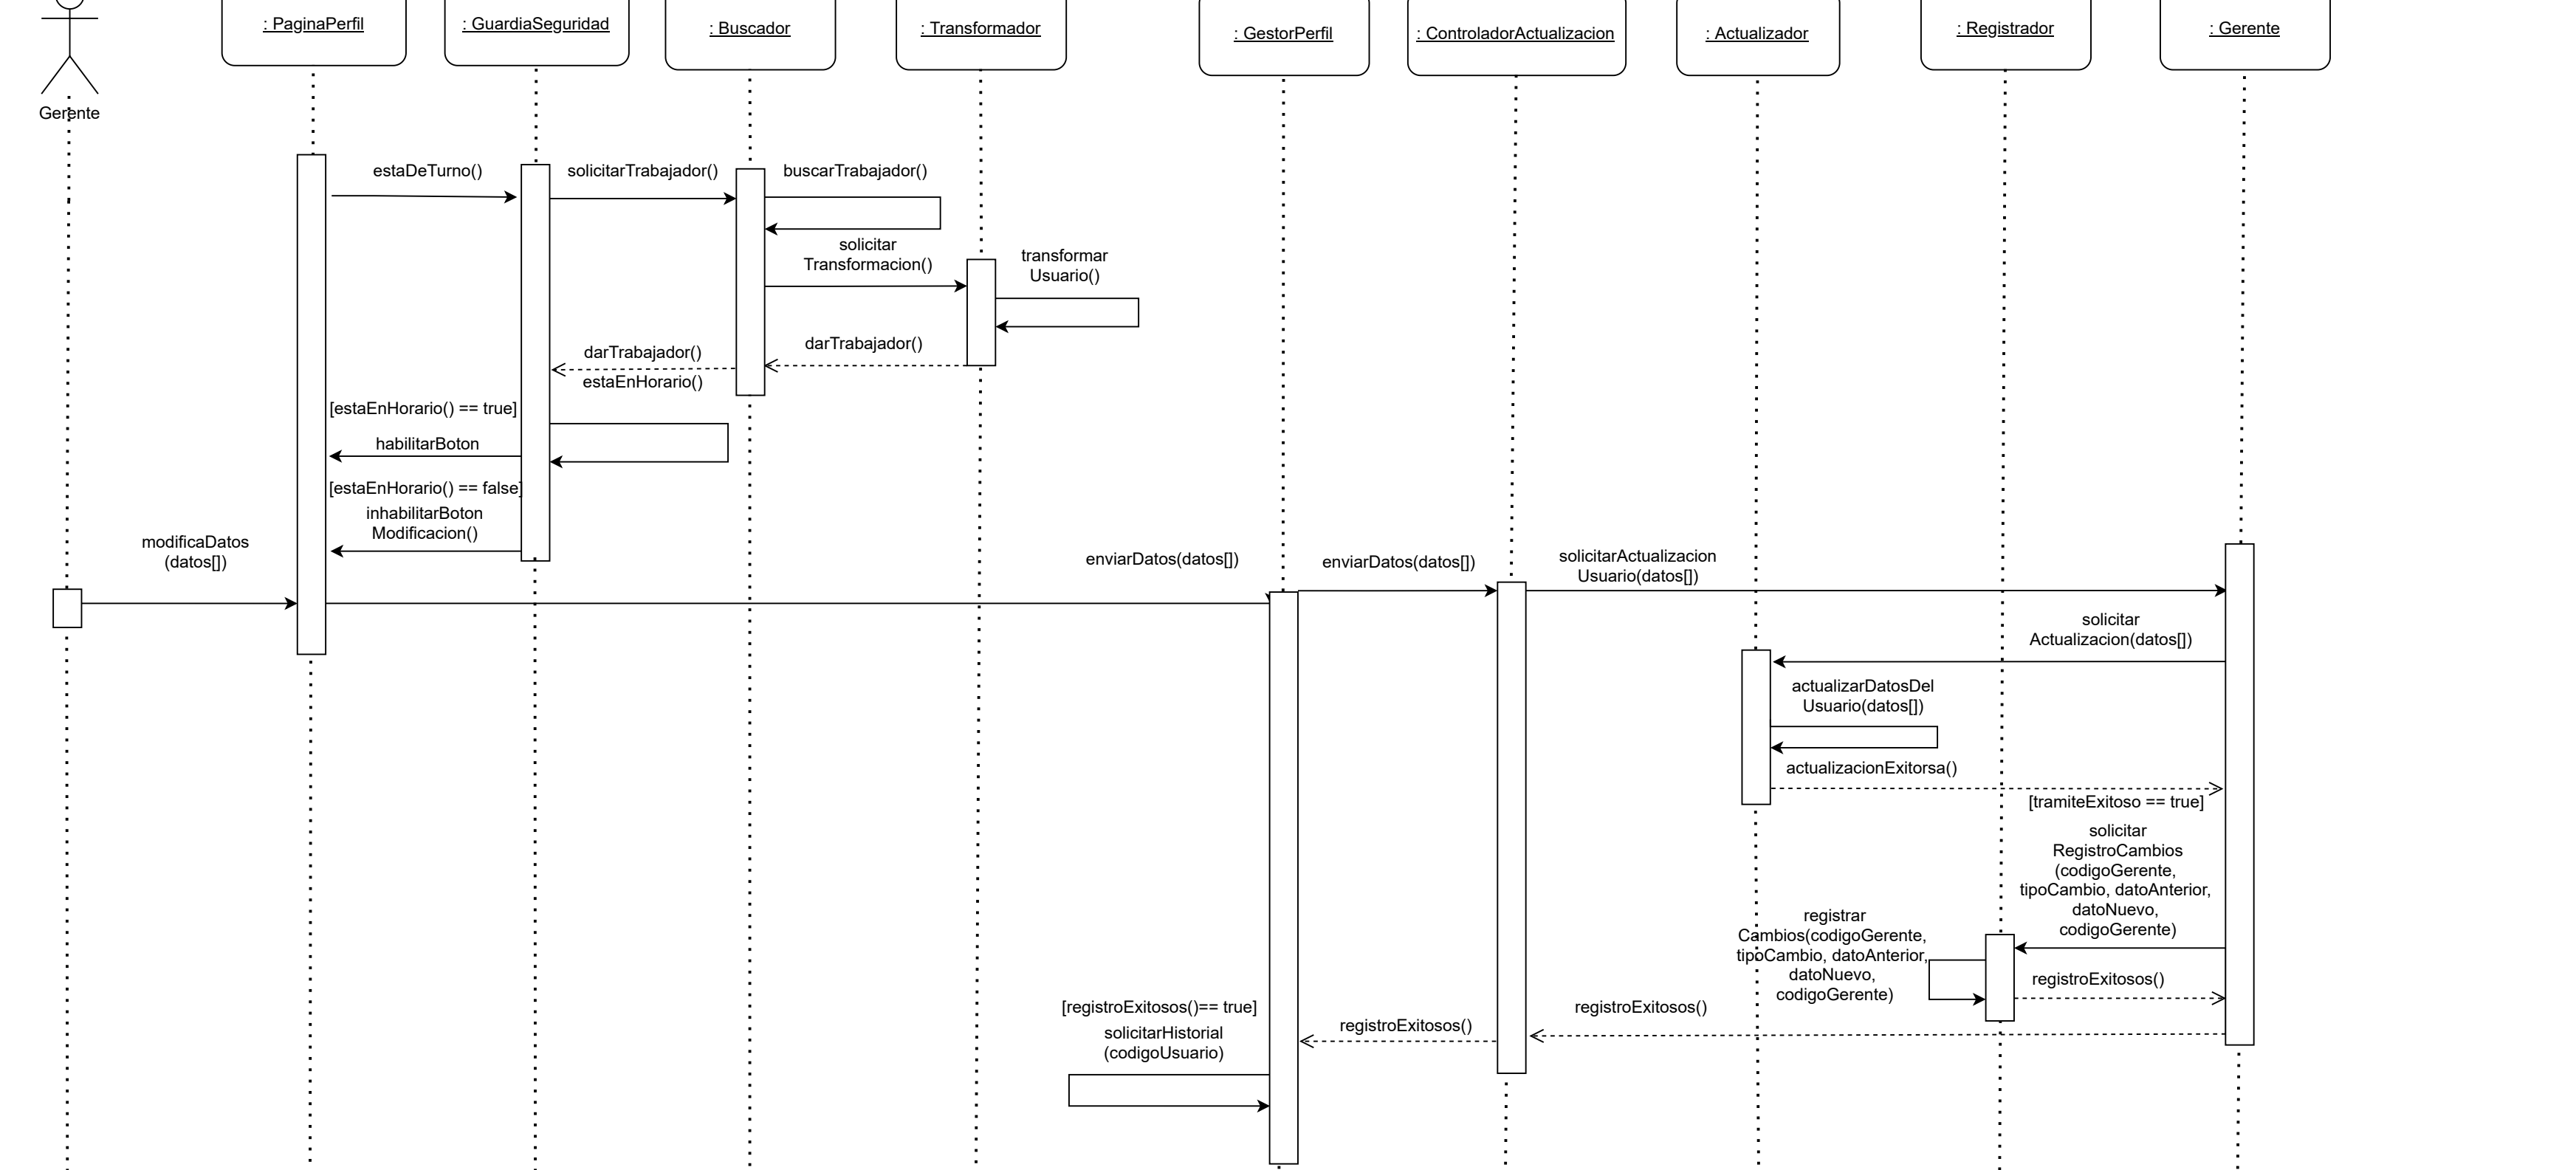 : PaginaPerfil
: GuardiaSeguridad
: Buscador
: Transformador
: GestorPerfil
: ControladorActualizacion
: Actualizador
: Registrador
: Gerente
Gerente
estaDeTurno()
solicitarTrabajador()
buscarTrabajador()
solicitar
Transformacion()
transformar
Usuario()
darTrabajador()
darTrabajador()
estaEnHorario()
[estaEnHorario() == true]
habilitarBoton
[estaEnHorario() == false]
inhabilitarBoton
Modificacion()
modificaDatos
(datos[])
enviarDatos(datos[])
enviarDatos(datos[])
solicitarActualizacion
Usuario(datos[])
solicitar
Actualizacion(datos[])
actualizarDatosDel
Usuario(datos[])
actualizacionExitorsa()
[tramiteExitoso == true]
solicitar
RegistroCambios
(codigoGerente,
tipoCambio, datoAnterior,
datoNuevo,
codigoGerente)
registrar
Cambios(codigoGerente,
tipoCambio, datoAnterior,
datoNuevo,
codigoGerente)
registroExitosos()
registroExitosos()
registroExitosos()
[registroExitosos()== true]
solicitarHistorial
(codigoUsuario)